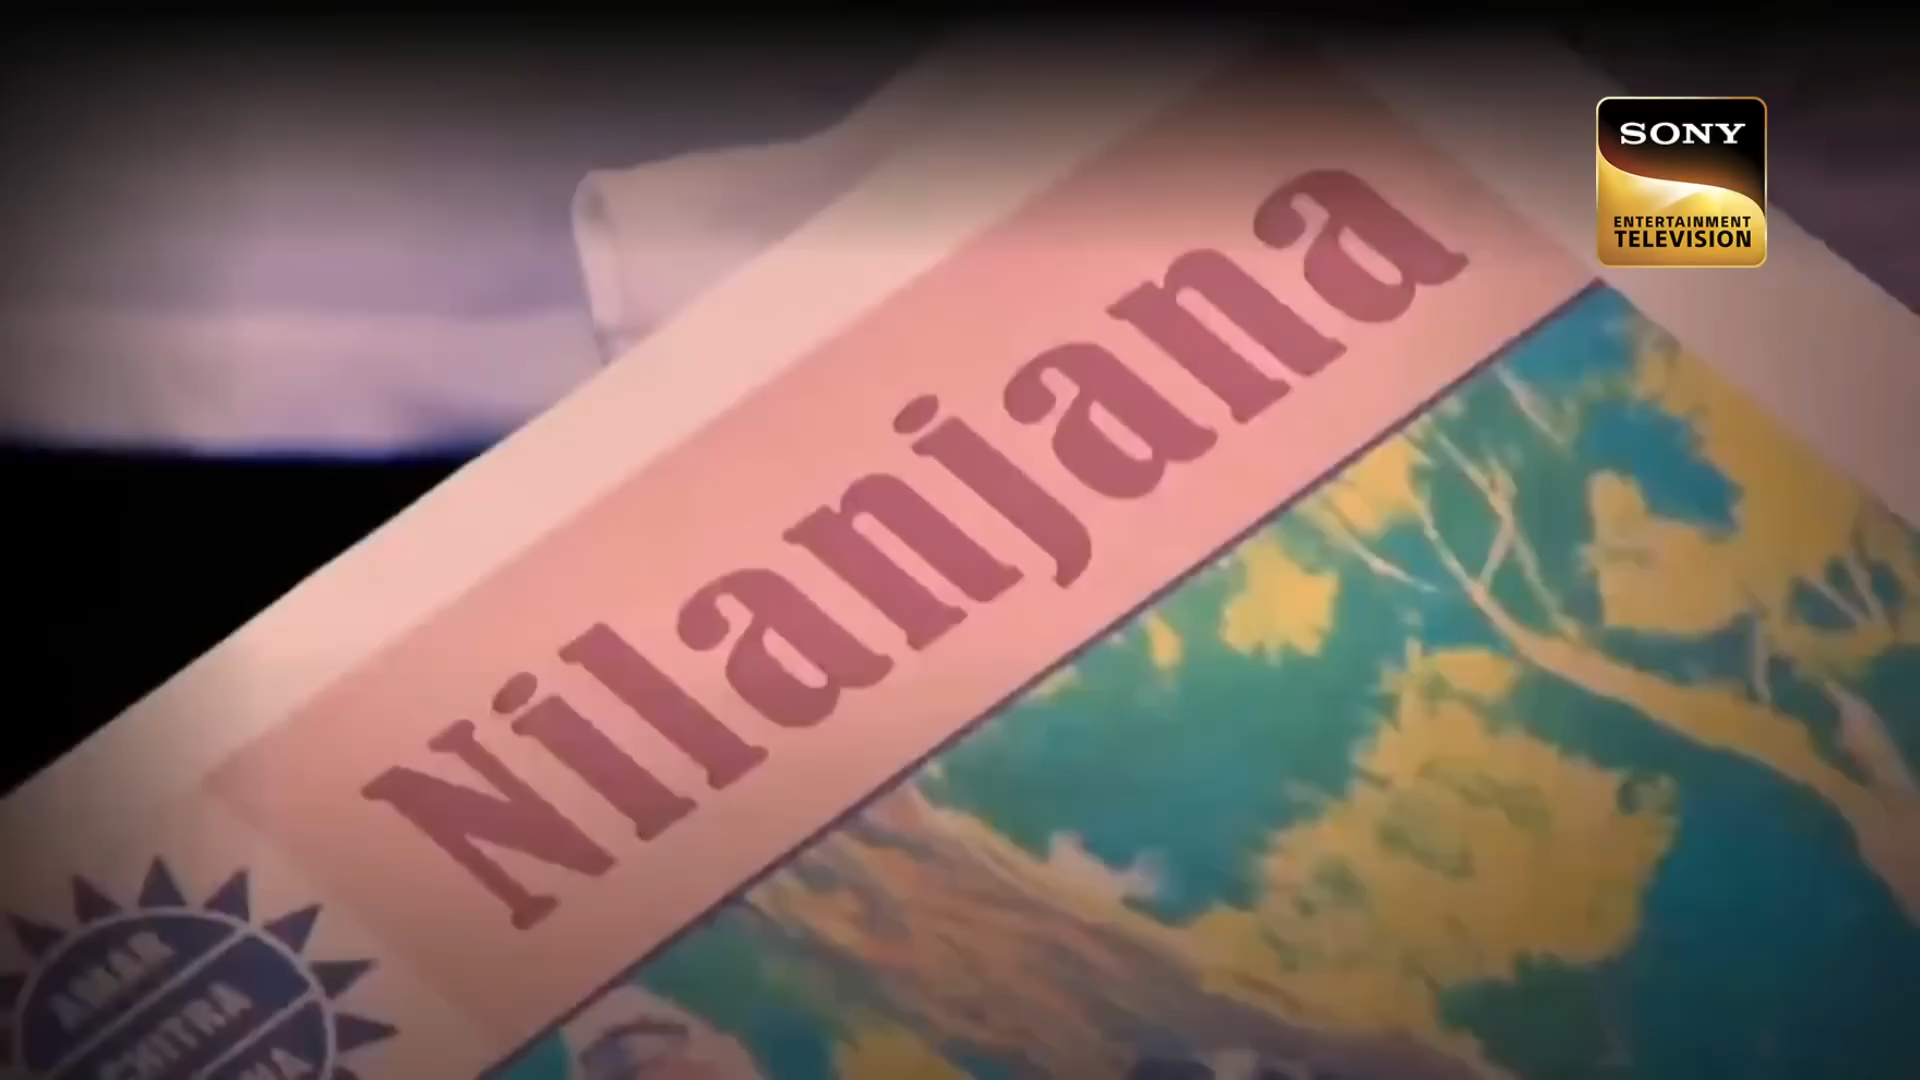 SONY
ENTERTAINMENT
TELEVISION
Nilanjana
AMAR
CHITRA